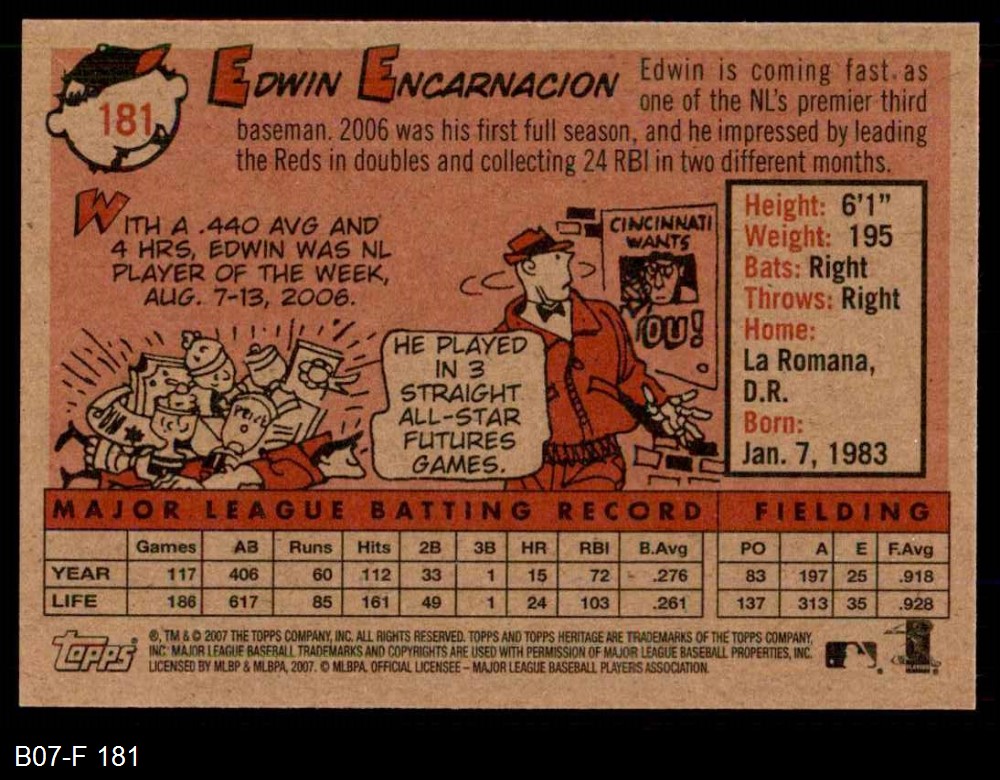 181
EDWIN ENCARNACION
Edwin is coming fast as
one of the NL's premier third
baseman. 2006 was his first full season, and he impressed by leading
the Reds in doubles and collecting 24 RBI in two different months.
WITH A .440 AVG AND
4 HRS, EDWIN WAS NL
PLAYER OF THE WEEK,
AUG. 7-13, 2006.
HE PLAYED
IN 3
STRAIGHT
ALL-STAR
FUTURES
GAMES.
CINCINNATI
WANTS
YOU!
Height: 6'1"
Weight: 195
Bats: Right
Throws: Right
Home:
La Romana,
D.R.
Born:
Jan. 7, 1983
MAJOR LEAGUE BATTING RECORD FIELDING
Games AB Runs Hits 2B 3B HR RBI B.Avg PO A E F.Avg
YEAR 117 406 60 112 33 1 15 72 .276 83 197 25 .918
LIFE 186 617 85 161 49 1 24 103 .261 137 313 35 .928
Topps
®, TM & © 2007 THE TOPPS COMPANY, INC. ALL RIGHTS RESERVED. TOPPS AND TOPPS HERITAGE ARE TRADEMARKS OF THE TOPPS COMPANY,
INC. MAJOR LEAGUE BASEBALL TRADEMARKS AND COPYRIGHTS ARE USED WITH PERMISSION OF MAJOR LEAGUE BASEBALL PROPERTIES, INC.
LICENSED BY MLBP & MLBPA, 2007. © MLBPA. OFFICIAL LICENSEE – MAJOR LEAGUE BASEBALL PLAYERS ASSOCIATION.
B07-F 181